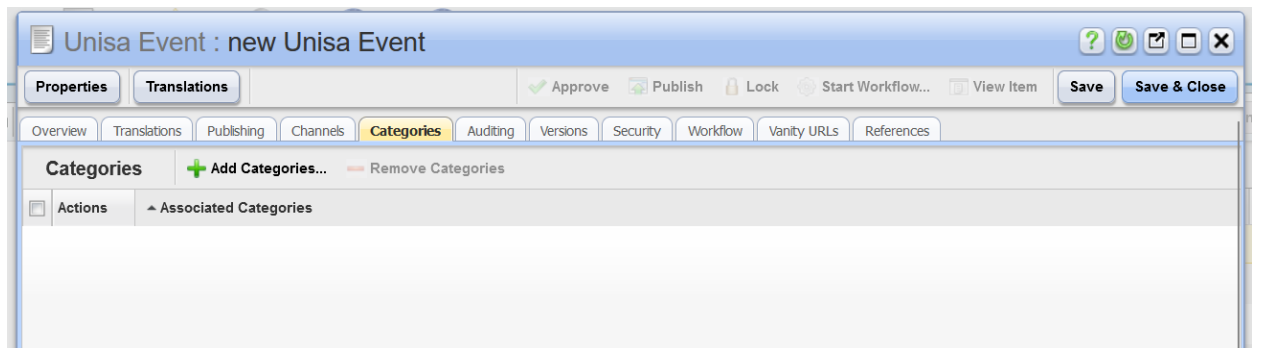 Unisa Event : new Unisa Event
Properties Translations Approve Publish Lock Start Workflow... View Item Save Save & Close
Overview Translations Publishing Channels Categories Auditing Versions Security Workflow Vanity URLs References
Categories Add Categories... Remove Categories
Actions Associated Categories